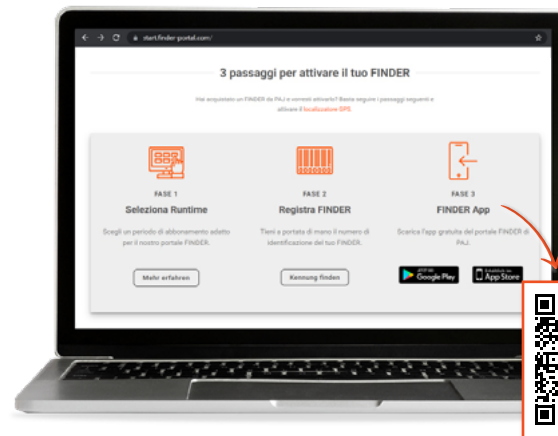 start.finder-portal.com/
3 passaggi per attivare il tuo FINDER
Hai acquistato un FINDER da PAJ e vorresti attivarlo? Basta seguire i passaggi seguenti e
attivare il localizzatore GPS.
FASE 1
Seleziona Runtime
Scegli un periodo di abbonamento adatto
per il nostro portale FINDER.
Mehr erfahren
FASE 2
Registra FINDER
Tieni a portata di mano il numero di
identificazione del tuo FINDER.
Kennung finden
FASE 3
FINDER App
Scarica l'app gratuita del portale FINDER di
PAJ.
JETZT BEI
Google Play
Erhältlich im
App Store